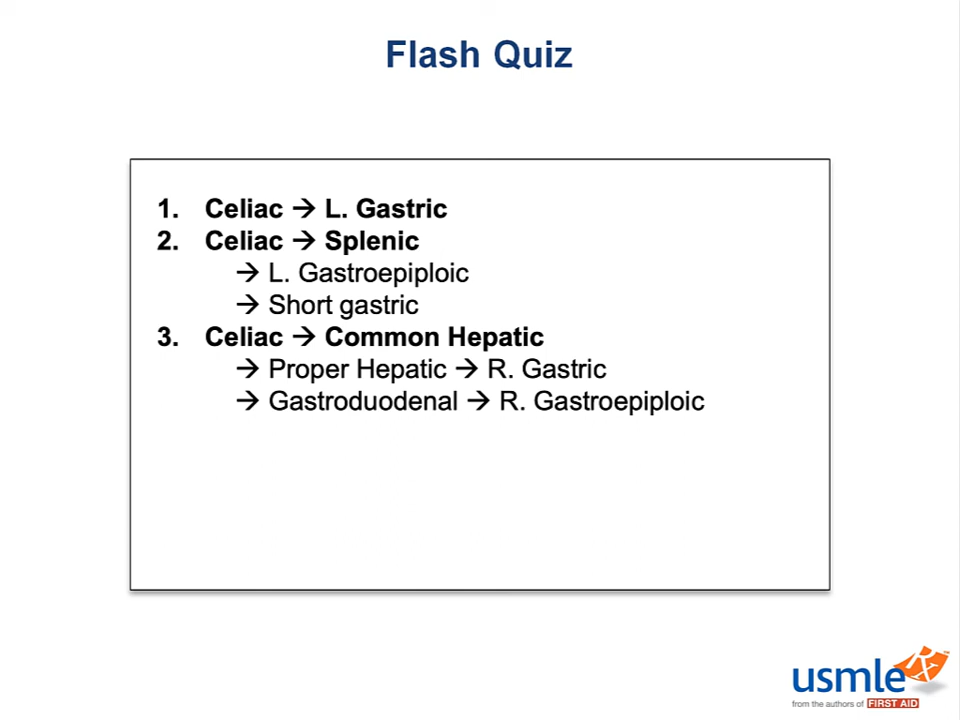 Flash Quiz
1. Celiac → L. Gastric
2. Celiac → Splenic
→ L. Gastroepiploic
→ Short gastric
3. Celiac → Common Hepatic
→ Proper Hepatic → R. Gastric
→ Gastroduodenal → R. Gastroepiploic
usmle Rx
from the authors of FIRST AID